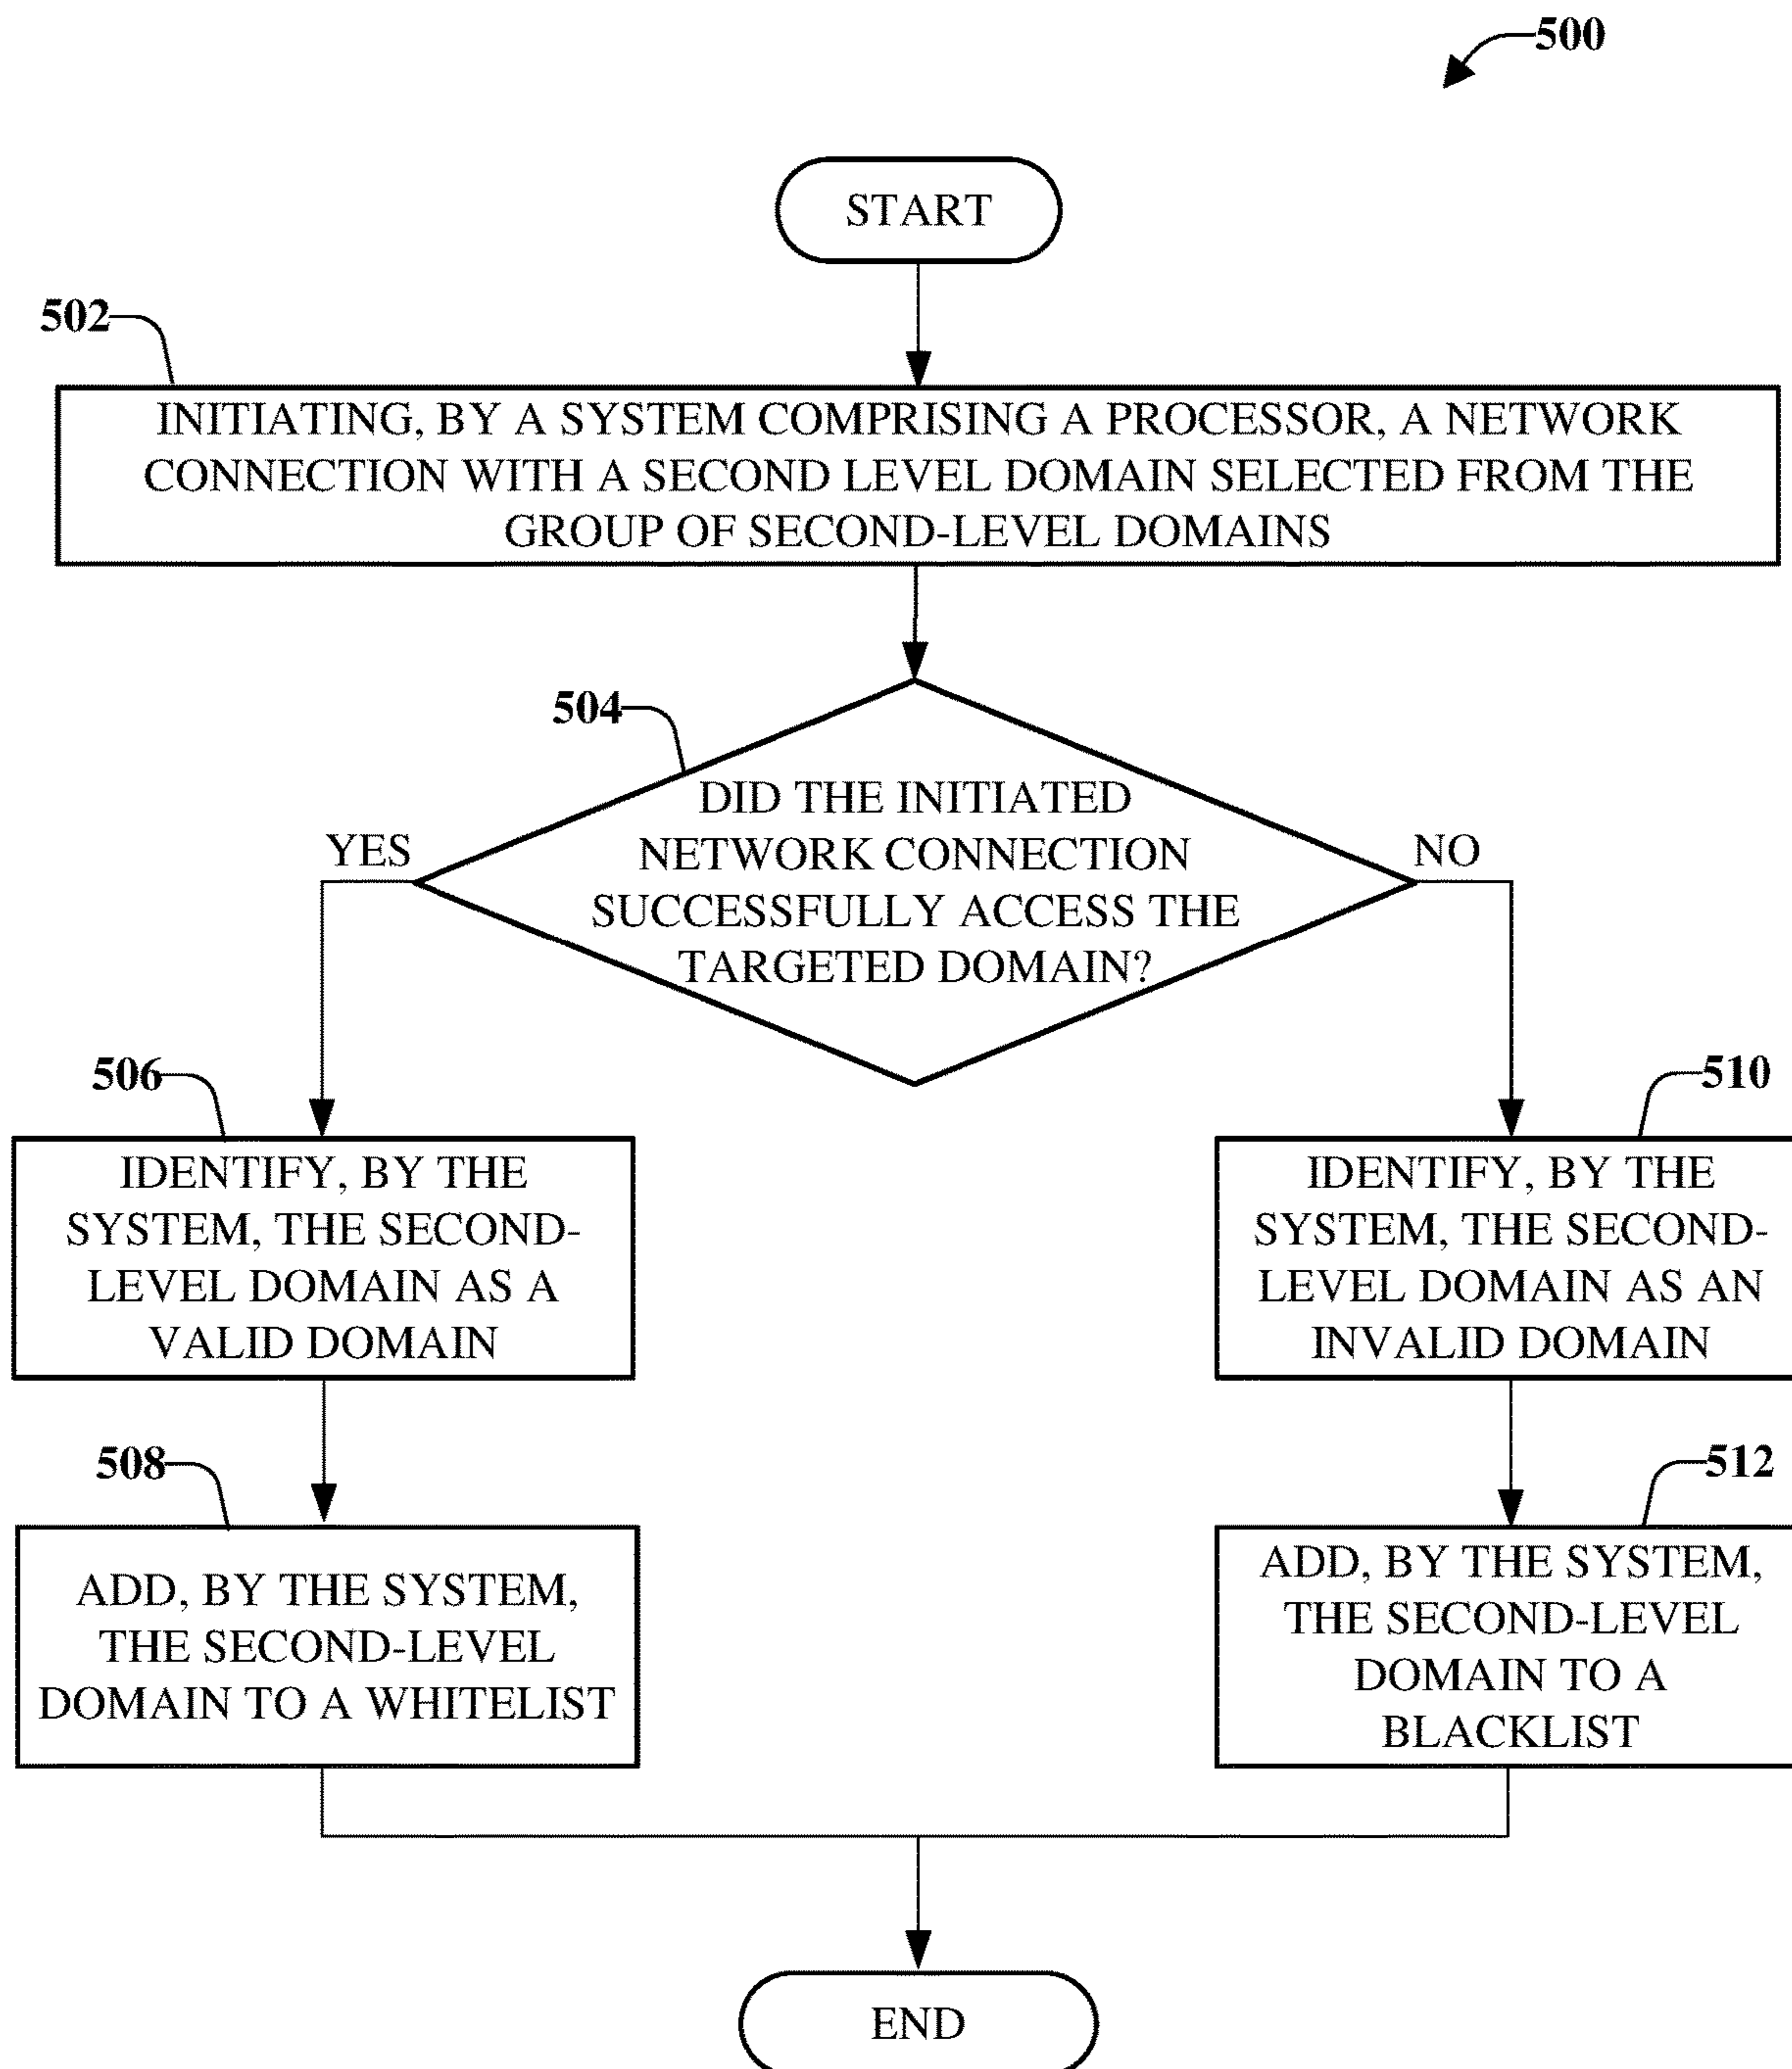 500
START
502
INITIATING, BY A SYSTEM COMPRISING A PROCESSOR, A NETWORK
CONNECTION WITH A SECOND LEVEL DOMAIN SELECTED FROM THE
GROUP OF SECOND-LEVEL DOMAINS
504
DID THE INITIATED
NETWORK CONNECTION
SUCCESSFULLY ACCESS THE
TARGETED DOMAIN?
YES
NO
506
IDENTIFY, BY THE
SYSTEM, THE SECOND-
LEVEL DOMAIN AS A
VALID DOMAIN
510
IDENTIFY, BY THE
SYSTEM, THE SECOND-
LEVEL DOMAIN AS AN
INVALID DOMAIN
508
ADD, BY THE SYSTEM,
THE SECOND-LEVEL
DOMAIN TO A WHITELIST
512
ADD, BY THE SYSTEM,
THE SECOND-LEVEL
DOMAIN TO A
BLACKLIST
END